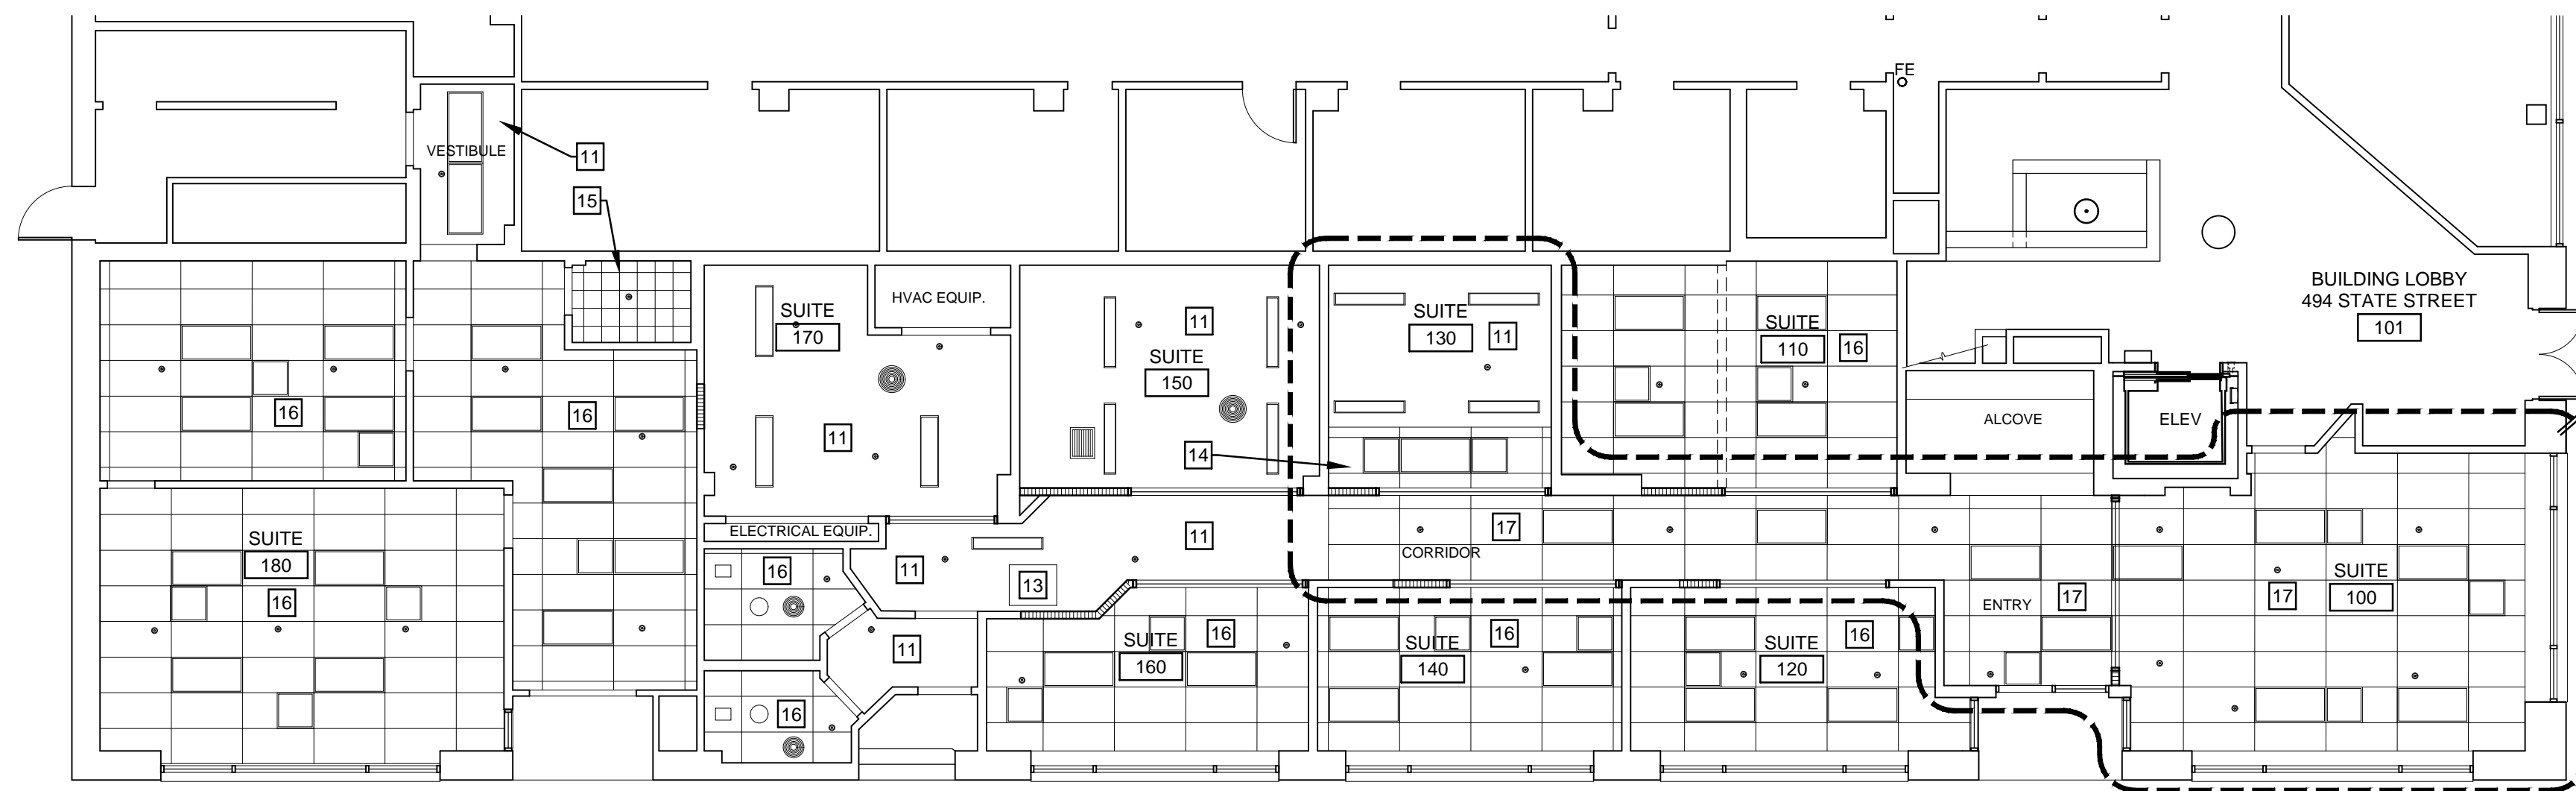 FE
VESTIBULE
11
15
BUILDING LOBBY
494 STATE STREET
101
HVAC EQUIP.
SUITE
170
11
SUITE
150
11
SUITE
130
11
SUITE
110
16
16
16
11
14
ALCOVE
ELEV
ELECTRICAL EQUIP.
17
CORRIDOR
11
SUITE
180
16
16
11
13
ENTRY
17
17
SUITE
100
11
SUITE
160
16
SUITE
140
16
SUITE
120
16
16